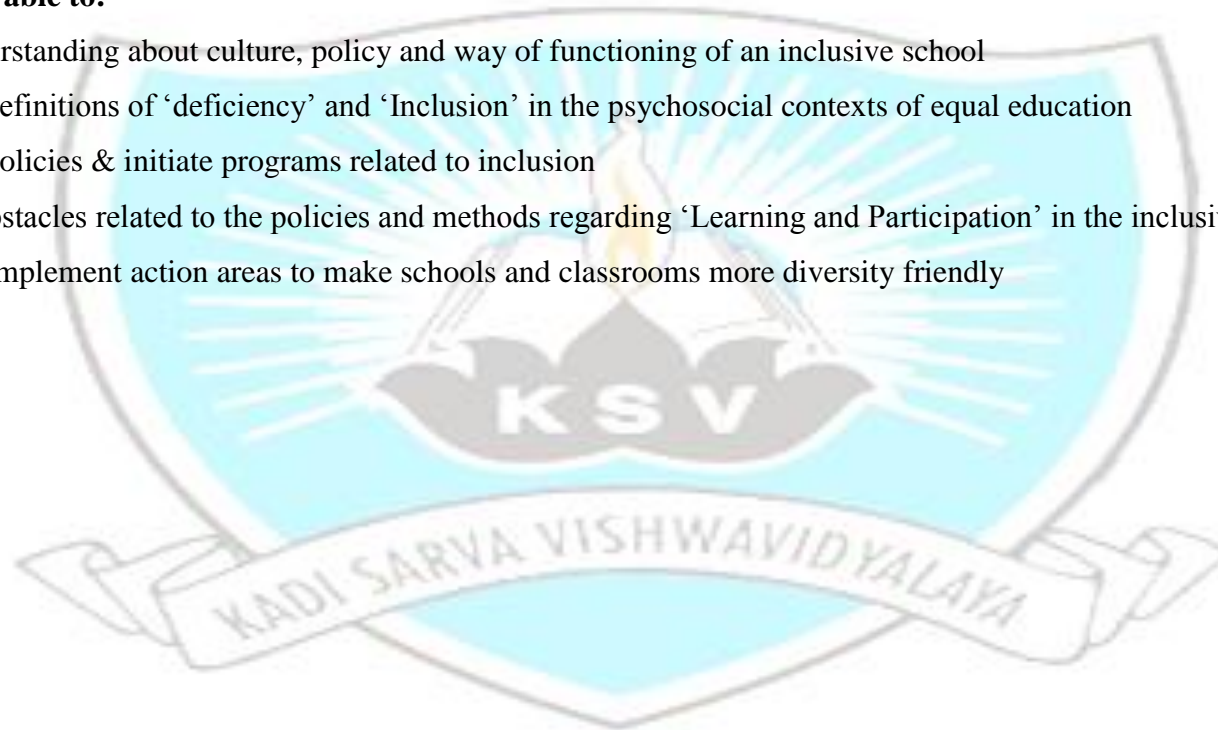 able to:
erstanding about culture, policy and way of functioning of an inclusive school
efinitions of ‘deficiency’ and ‘Inclusion’ in the psychosocial contexts of equal education
olicies & initiate programs related to inclusion
bstacles related to the policies and methods regarding ‘Learning and Participation’ in the inclusiv
mplement action areas to make schools and classrooms more diversity friendly
KSV
KADI SARVA VISHWAVIDYALAYA